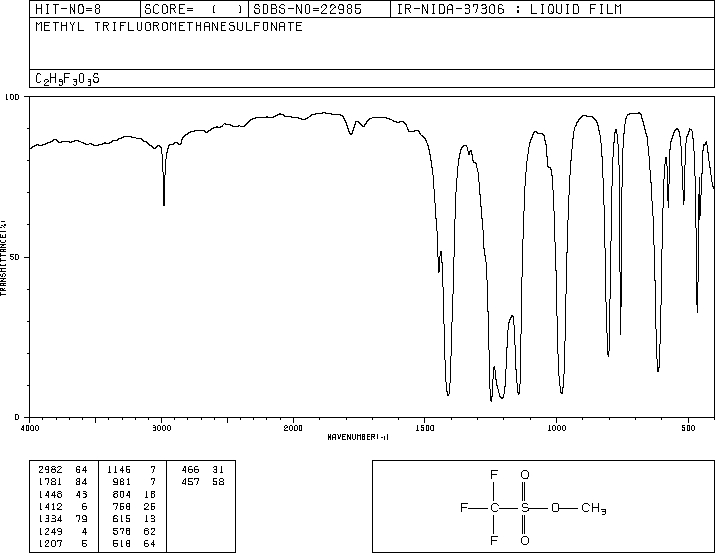 HIT-NO=8 SCORE= ( ) SDBS-NO=22985 IR-NIDA-37306 : LIQUID FILM
METHYL TRIFLUOROMETHANESULFONATE
C2H3F3O3S
100
50
0
TRANSMITTANCE(%)
4000 3000 2000 1500 1000 500
WAVENUMBER(-1)
2982 64 1146 7 466 31
1781 84 981 7 457 58
1448 43 804 18
1412 6 758 25
1334 79 615 13
1249 4 578 62
1207 5 518 64
F O
F C S O CH3
F O